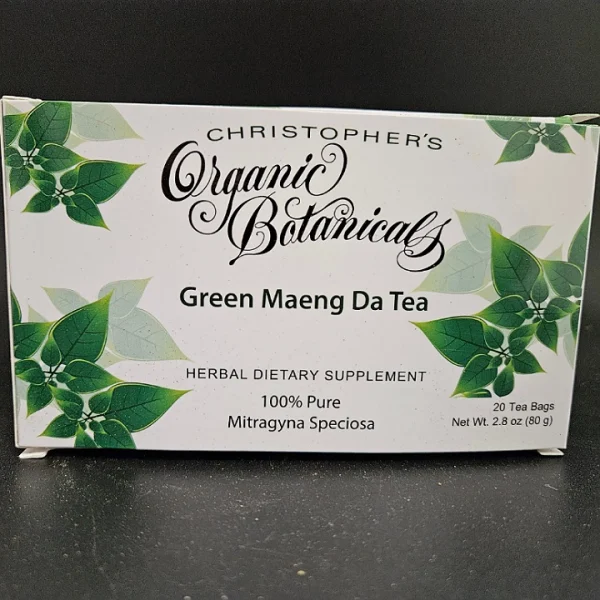 CHRISTOPHER'S
Organic
Botanicals
Green Maeng Da Tea
HERBAL DIETARY SUPPLEMENT
100% Pure
Mitragyna Speciosa
20 Tea Bags
Net Wt. 2.8 oz (80 g)